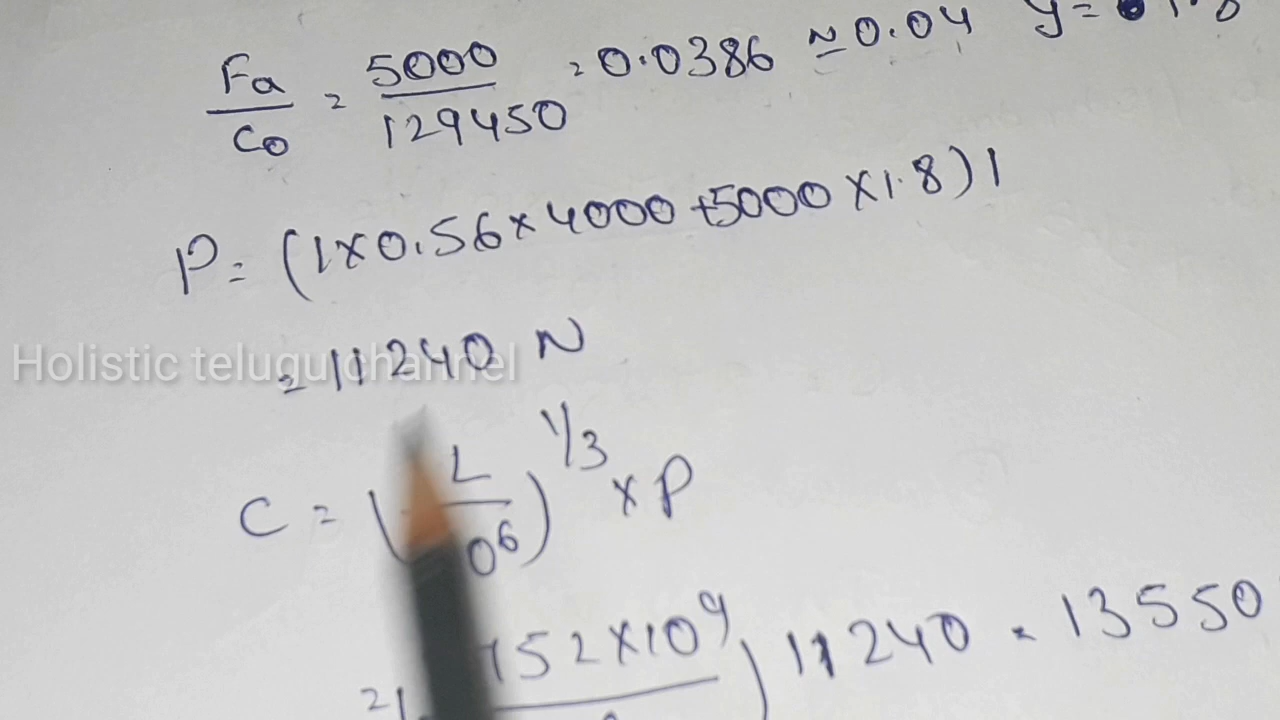 Fa/Co = 5000/129450 = 0.0386 ≈ 0.04 y =
P = (1×0.56×4000+5000×1.8)1
= 11240 N
Holistic telugu channel
C = (L/ 0⁶)^1/3 × P
152×10⁹ ) 11240 = 13550